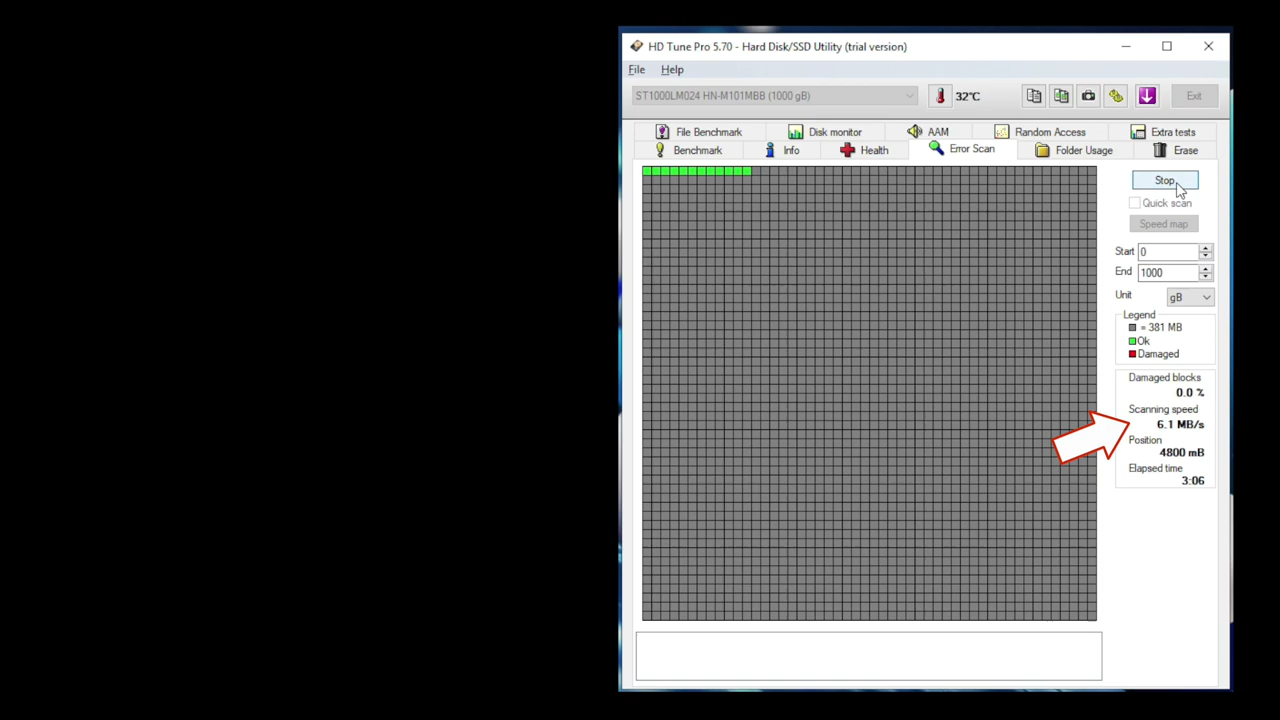 HD Tune Pro 5.70 - Hard Disk/SSD Utility (trial version)
File Help
ST1000LM024 HN-M101MBB (1000 gB)
32°C
Exit
File Benchmark
Disk monitor
AAM
Random Access
Extra tests
Benchmark
Info
Health
Error Scan
Folder Usage
Erase
Stop
Quick scan
Speed map
Start 0
End 1000
Unit gB
Legend
= 381 MB
Ok
Damaged
Damaged blocks
0.0 %
Scanning speed
6.1 MB/s
Position
4800 mB
Elapsed time
3:06